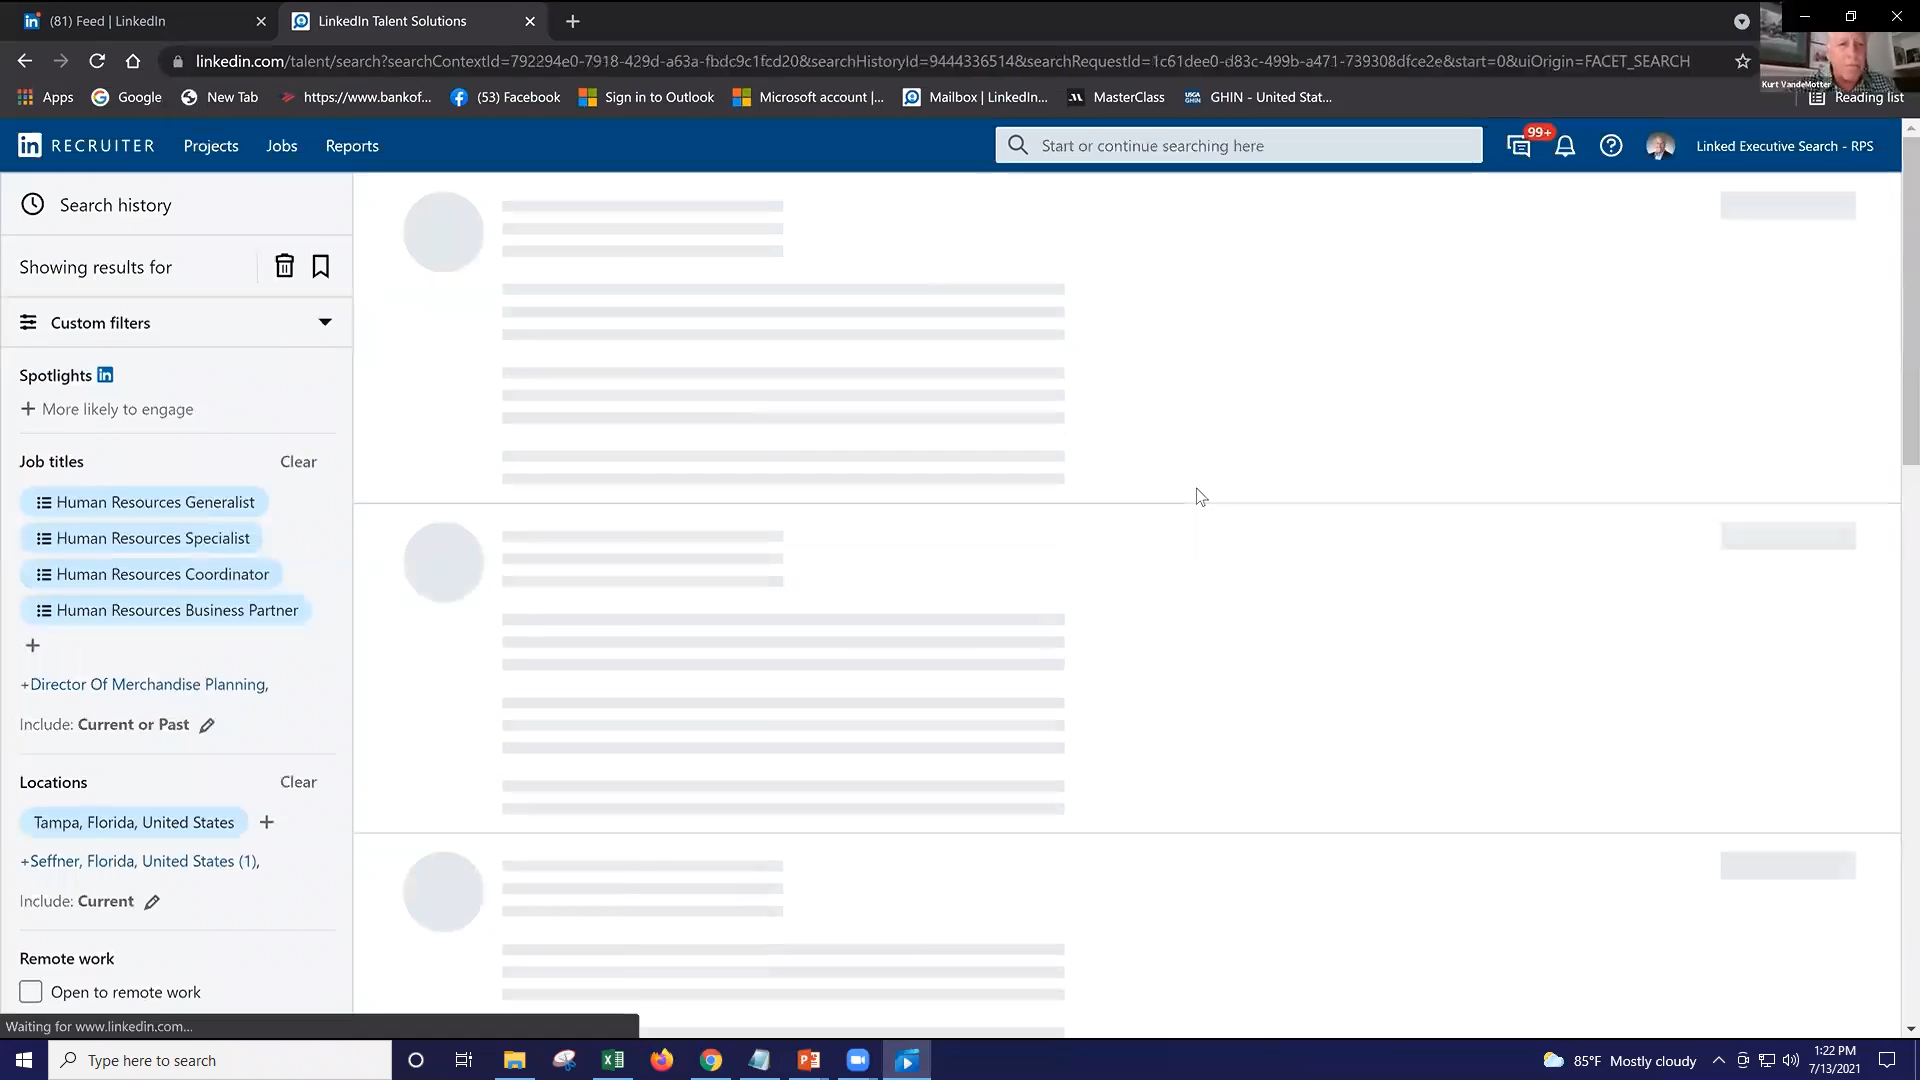 (81) Feed | LinkedIn
LinkedIn Talent Solutions
linkedin.com/talent/search?searchContextId=792294e0-7918-429d-a63a-fbdc9c1fcd20&searchHistoryId=9444336514&searchRequestId=1c61dee0-d83c-499b-a471-739308dfce2e&start=0&uiOrigin=FACET_SEARCH
Kurt VandeMotter
Apps
Google
New Tab
https://www.bankof...
(53) Facebook
Sign in to Outlook
Microsoft account |...
Mailbox | LinkedIn...
MasterClass
USGA GHIN
GHIN - United Stat...
Reading list
in RECRUITER
Projects
Jobs
Reports
Start or continue searching here
99+
Linked Executive Search - RPS
Search history
Showing results for
Custom filters
Spotlights in
+ More likely to engage
Job titles
Clear
Human Resources Generalist
Human Resources Specialist
Human Resources Coordinator
Human Resources Business Partner
+
+Director Of Merchandise Planning,
Include: Current or Past
Locations
Clear
Tampa, Florida, United States +
+Seffner, Florida, United States (1),
Include: Current
Remote work
Open to remote work
Waiting for www.linkedin.com...
Type here to search
85°F Mostly cloudy
1:22 PM
7/13/2021